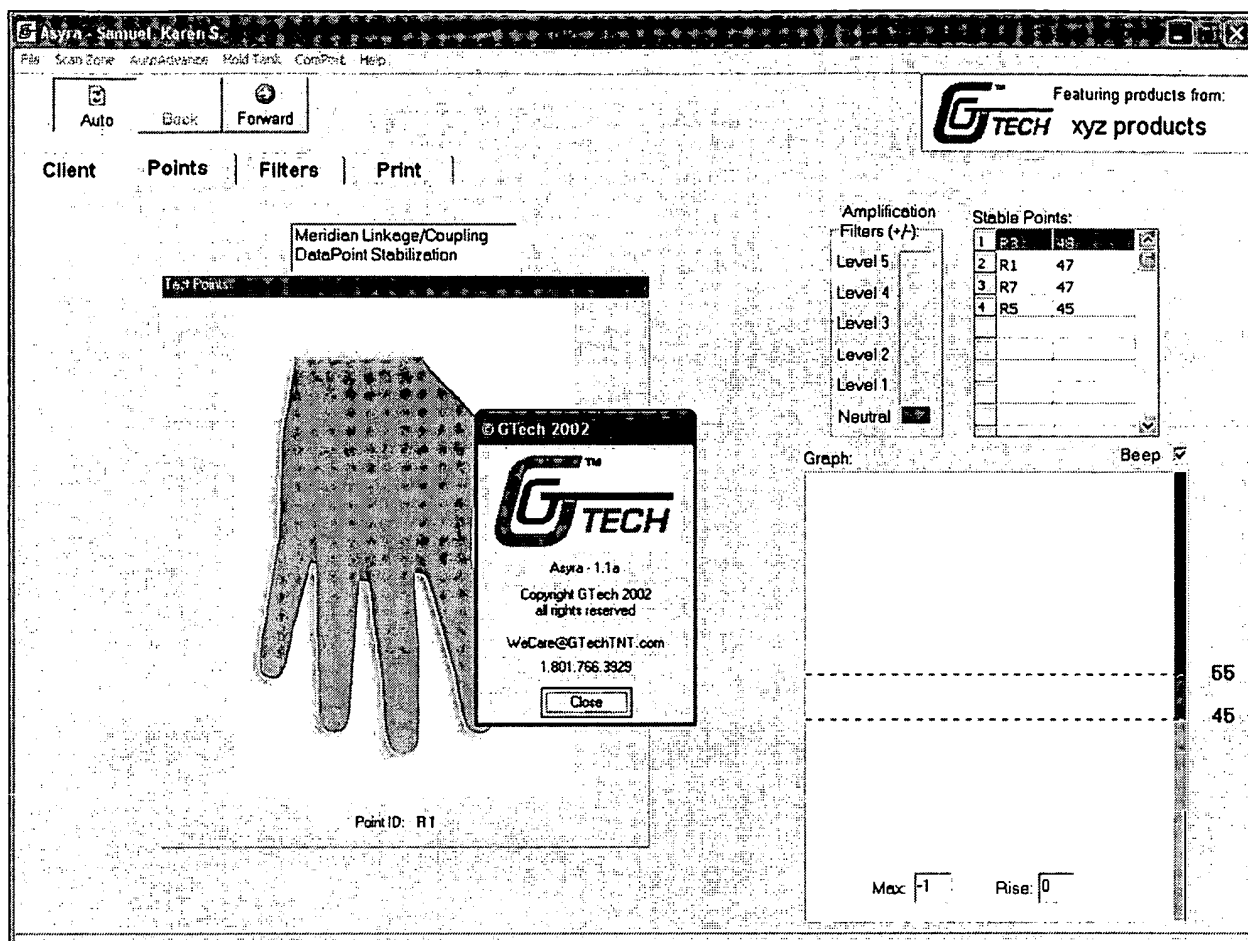 Asyra - Samuel, Karen S.
File Scan Zone AutoAdvance Hold Tank ComPort Help
Auto Back Forward
G TECH™
Featuring products from:
xyz products
Client Points Filters Print
Meridian Linkage/Coupling
DataPoint Stabilization
Test Points:
Amplification
Filters (+/-):
Level 5
Level 4
Level 3
Level 2
Level 1
Neutral
Stable Points:
1 R3 48
2 R1 47
3 R7 47
4 R5 45
© GTech 2002
G TECH™
Asyra - 1.1a
Copyright GTech 2002
all rights reserved
WeCare@GTechTNT.com
1.801.766.3929
Close
Point ID: R1
Graph:
Beep
55
45
Max: -1 Rise: 0